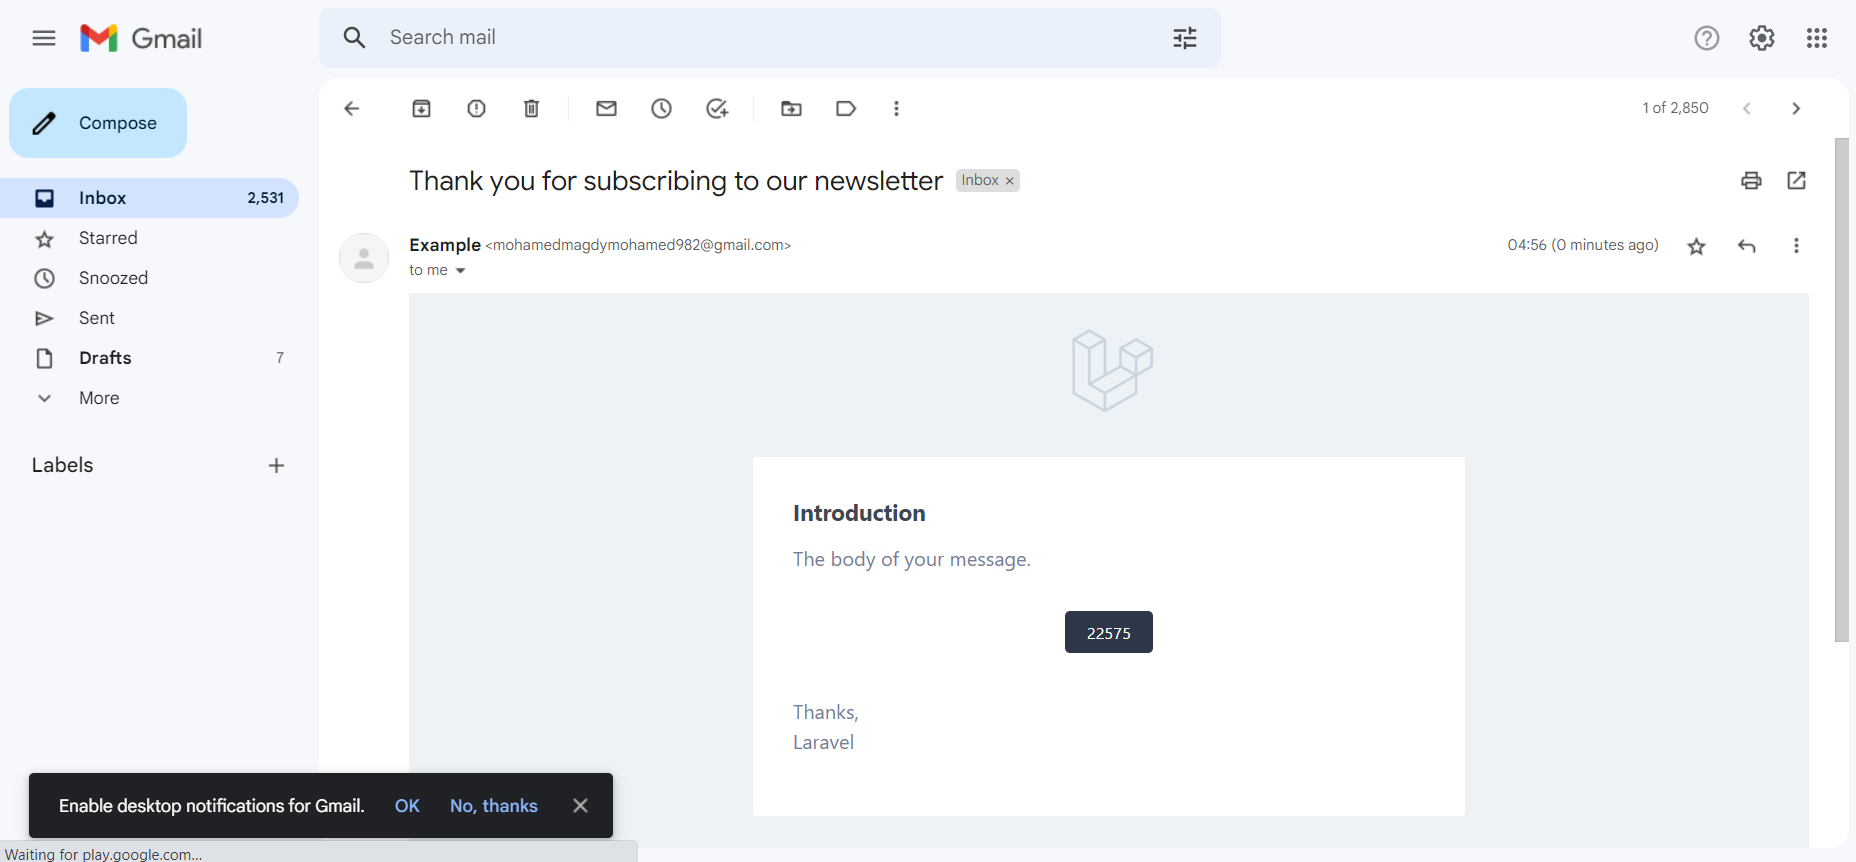 Gmail
Search mail
Compose
1 of 2,850
Inbox 2,531
Starred
Snoozed
Sent
Drafts 7
More
Labels
Thank you for subscribing to our newsletter Inbox ×
Example <mohamedmagdymohamed982@gmail.com> 04:56 (0 minutes ago)
to me
Introduction
The body of your message.
22575
Thanks,
Laravel
Enable desktop notifications for Gmail. OK No, thanks
Waiting for play.google.com...